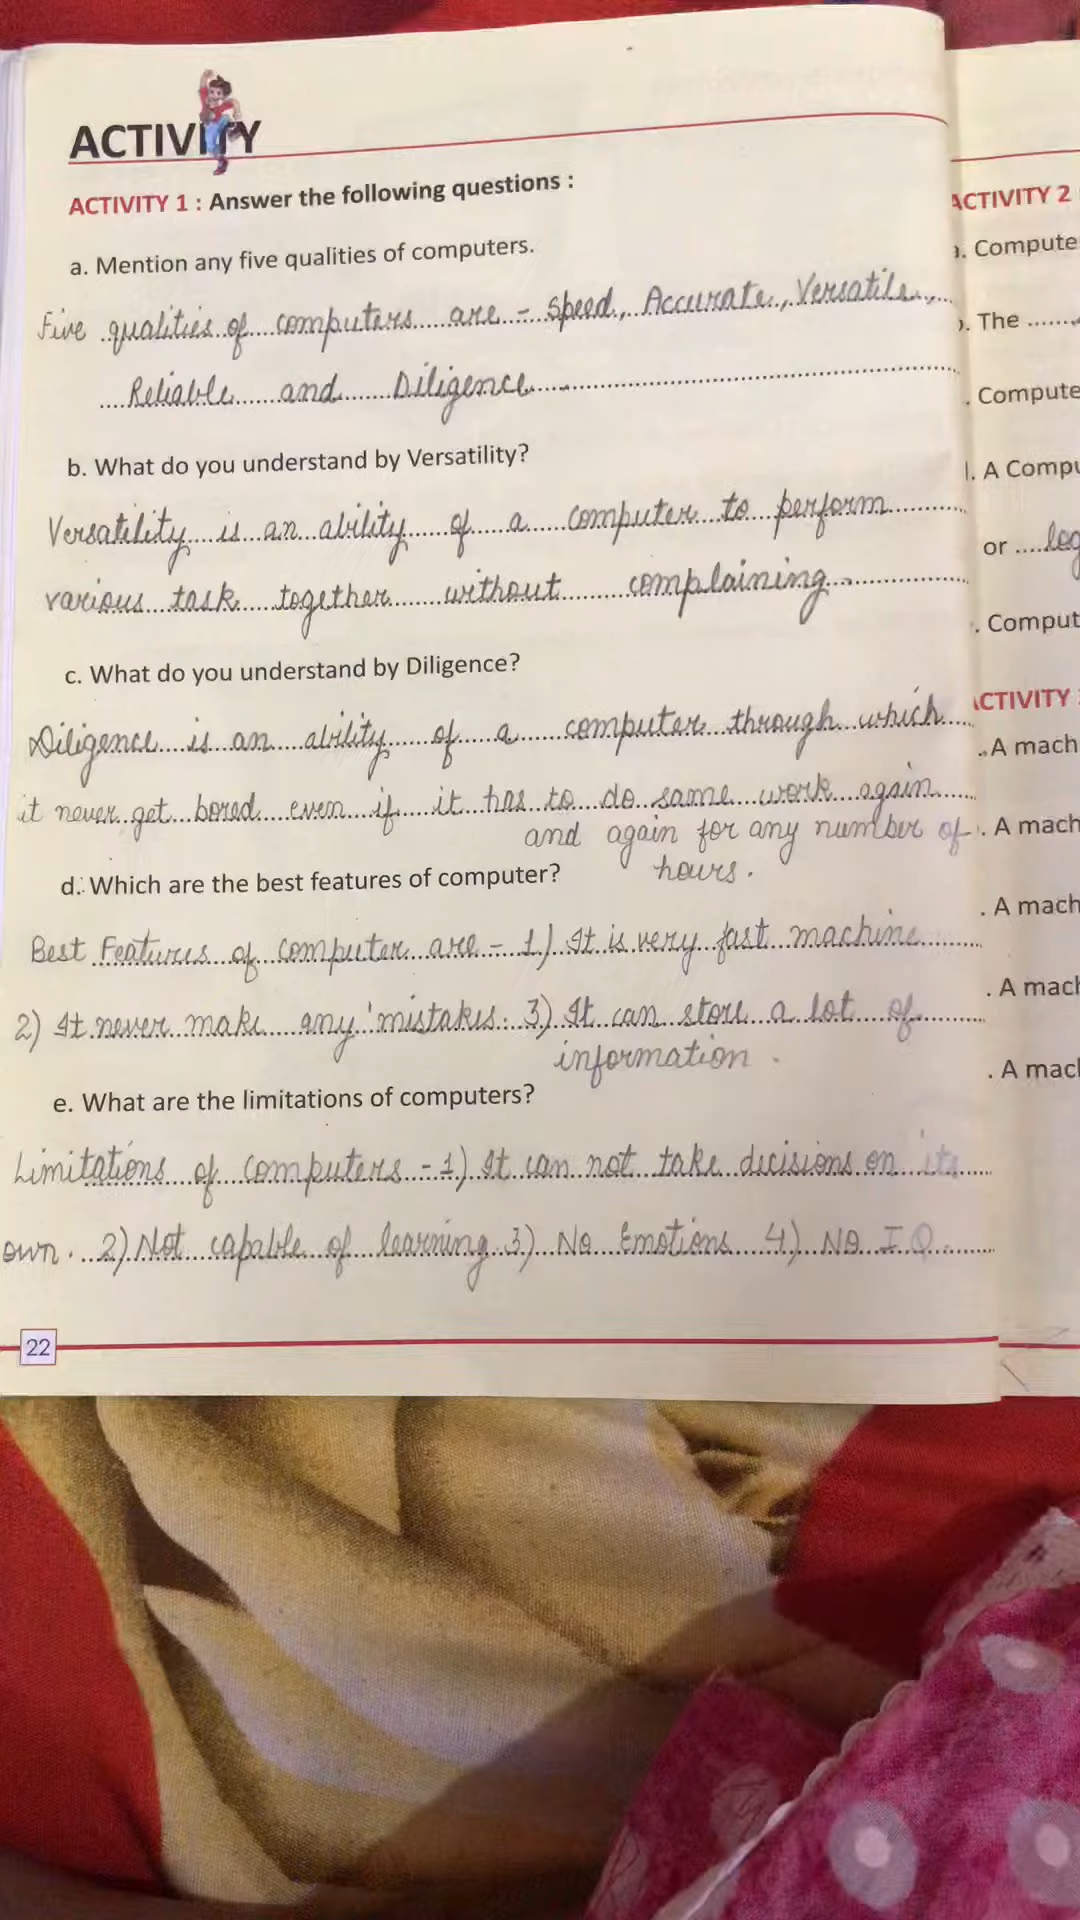 ACTIVITY
ACTIVITY 1 : Answer the following questions :
a. Mention any five qualities of computers.
Five qualities of computers are - speed, Accurate, Versatile,
Reliable and Diligence.
b. What do you understand by Versatility?
Versatility is an ability of a computer to perform
various task together without complaining.
c. What do you understand by Diligence?
Diligence is an ability of a computer through which
it never get bored even if it has to do same work again
and again for any number of
hours.
d. Which are the best features of computer?
Best Features of computer are - 1) It is very fast machine
2) It never make any mistakes. 3) It can store a lot of
information.
e. What are the limitations of computers?
Limitations of computers - 1) It can not take decisions on its
own. 2) Not capable of learning 3) No Emotions 4) No I.Q.
22
ACTIVITY 2
Compute
The
Compute
A Compu
or leg
Comput
ACTIVITY
A mach
A mach
A mach
A mach
A mach